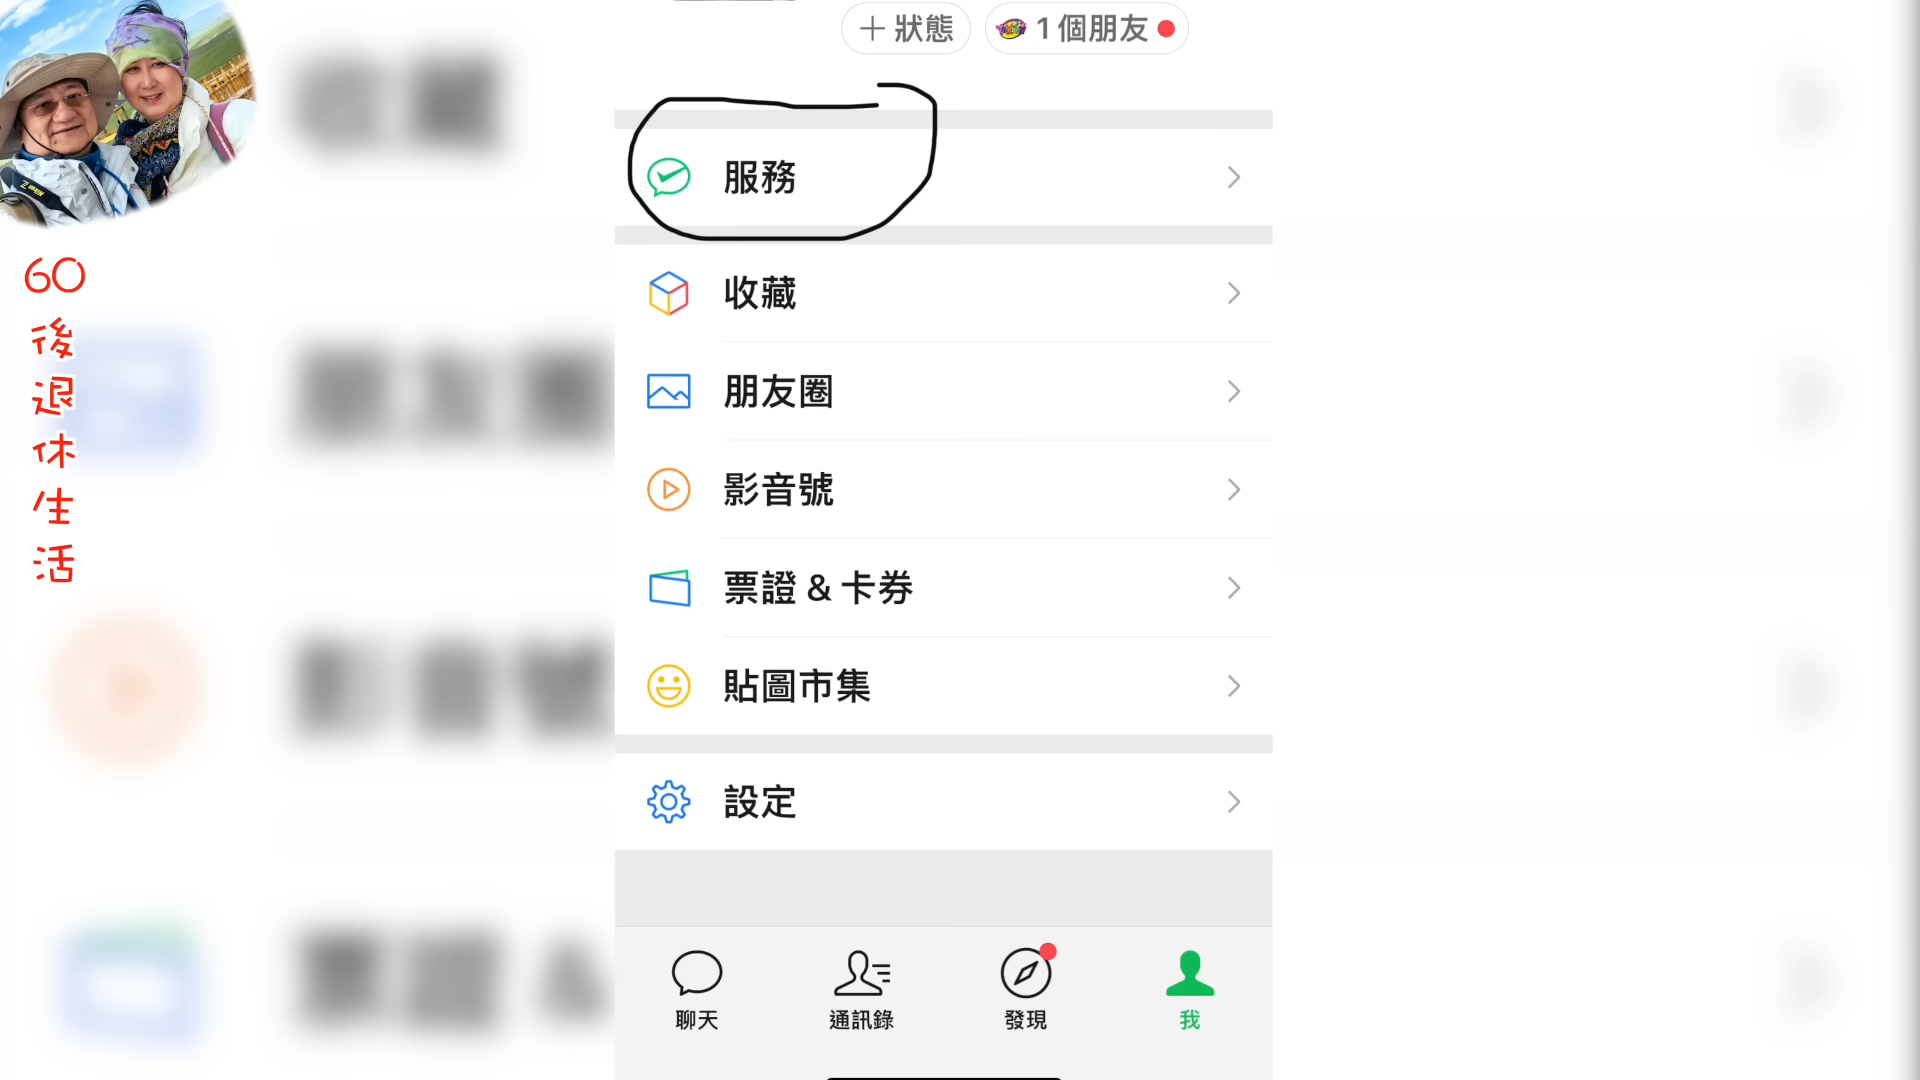 + 狀態
1 個朋友
服務
收藏
朋友圈
影音號
票證 & 卡券
貼圖市集
設定
聊天
通訊錄
發現
我
60
後
退
休
生
活